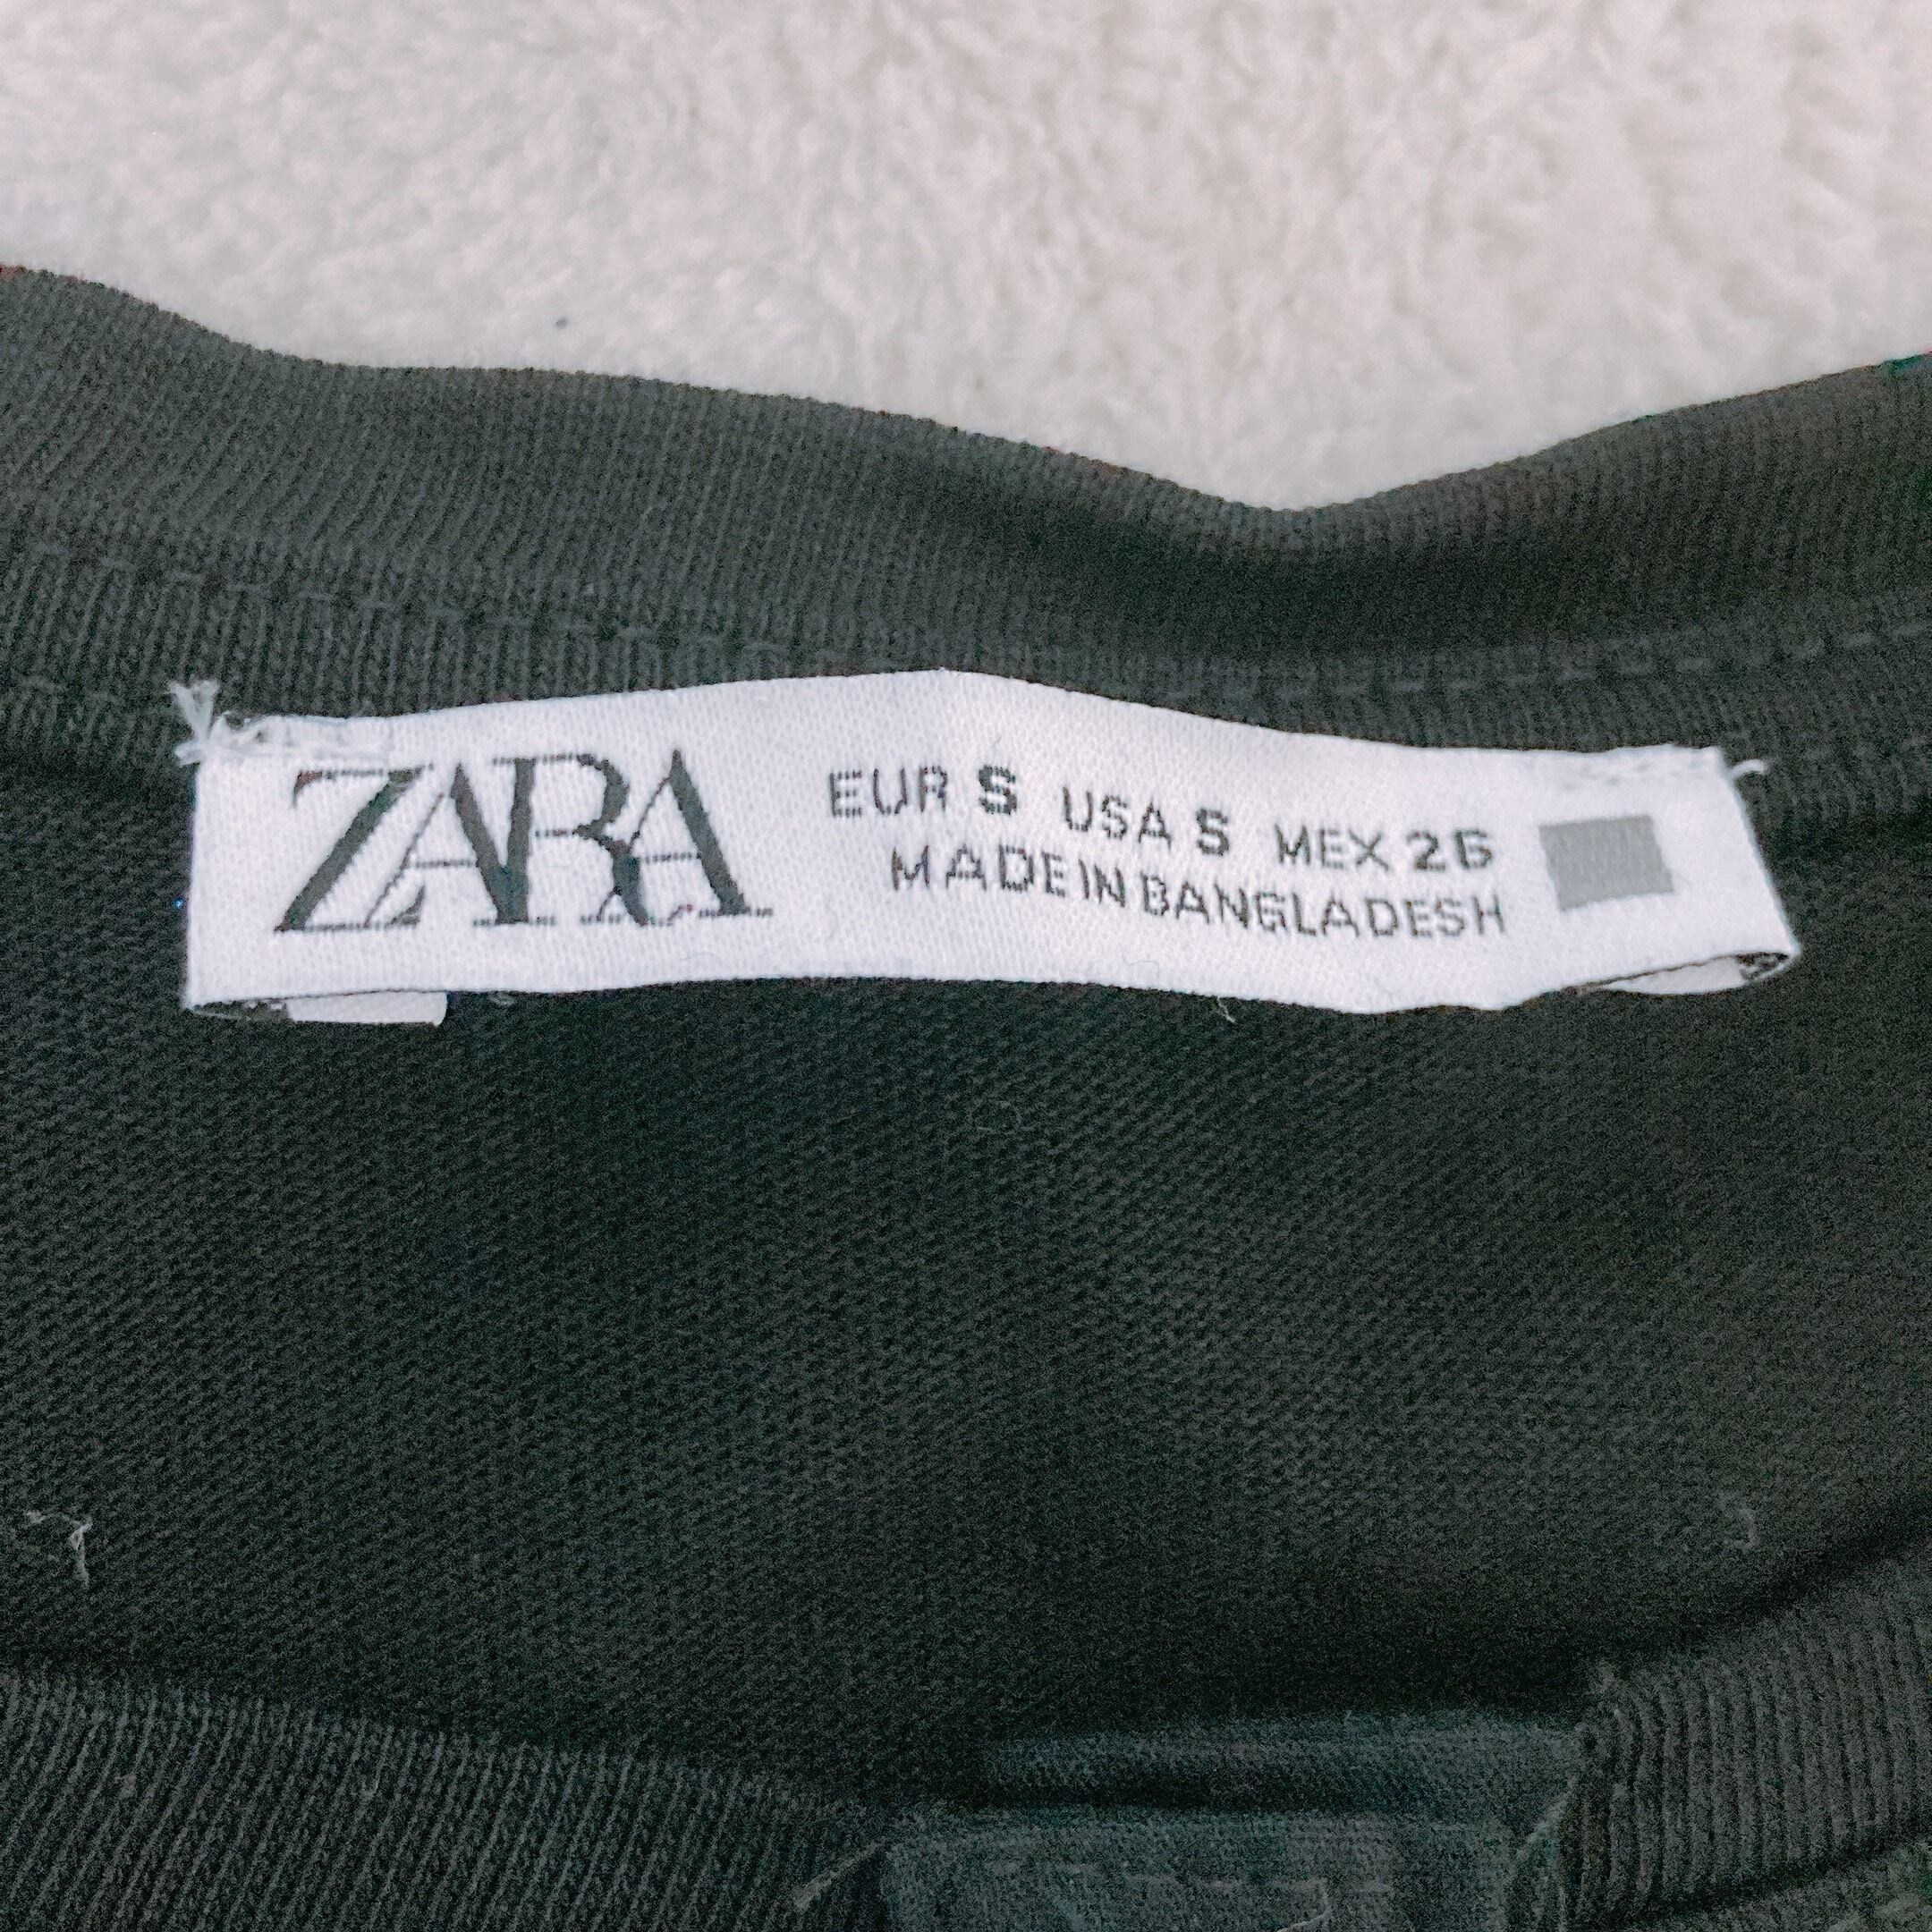 ZARA
EUR S USA S MEX 26
MADE IN BANGLADESH